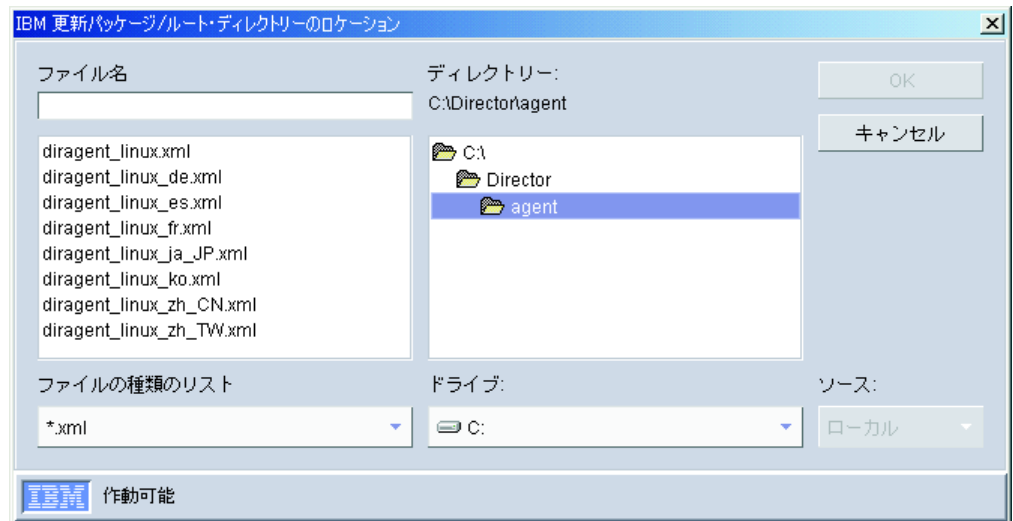 IBM 更新パッケージ/ルート・ディレクトリーのロケーション
ファイル名
ディレクトリー:
C:\Director\agent
OK
キャンセル
diragent_linux.xml
diragent_linux_de.xml
diragent_linux_es.xml
diragent_linux_fr.xml
diragent_linux_ja_JP.xml
diragent_linux_ko.xml
diragent_linux_zh_CN.xml
diragent_linux_zh_TW.xml
C:\
Director
agent
ファイルの種類のリスト
ドライブ:
ソース:
*.xml
C:
ローカル
IBM 作動可能